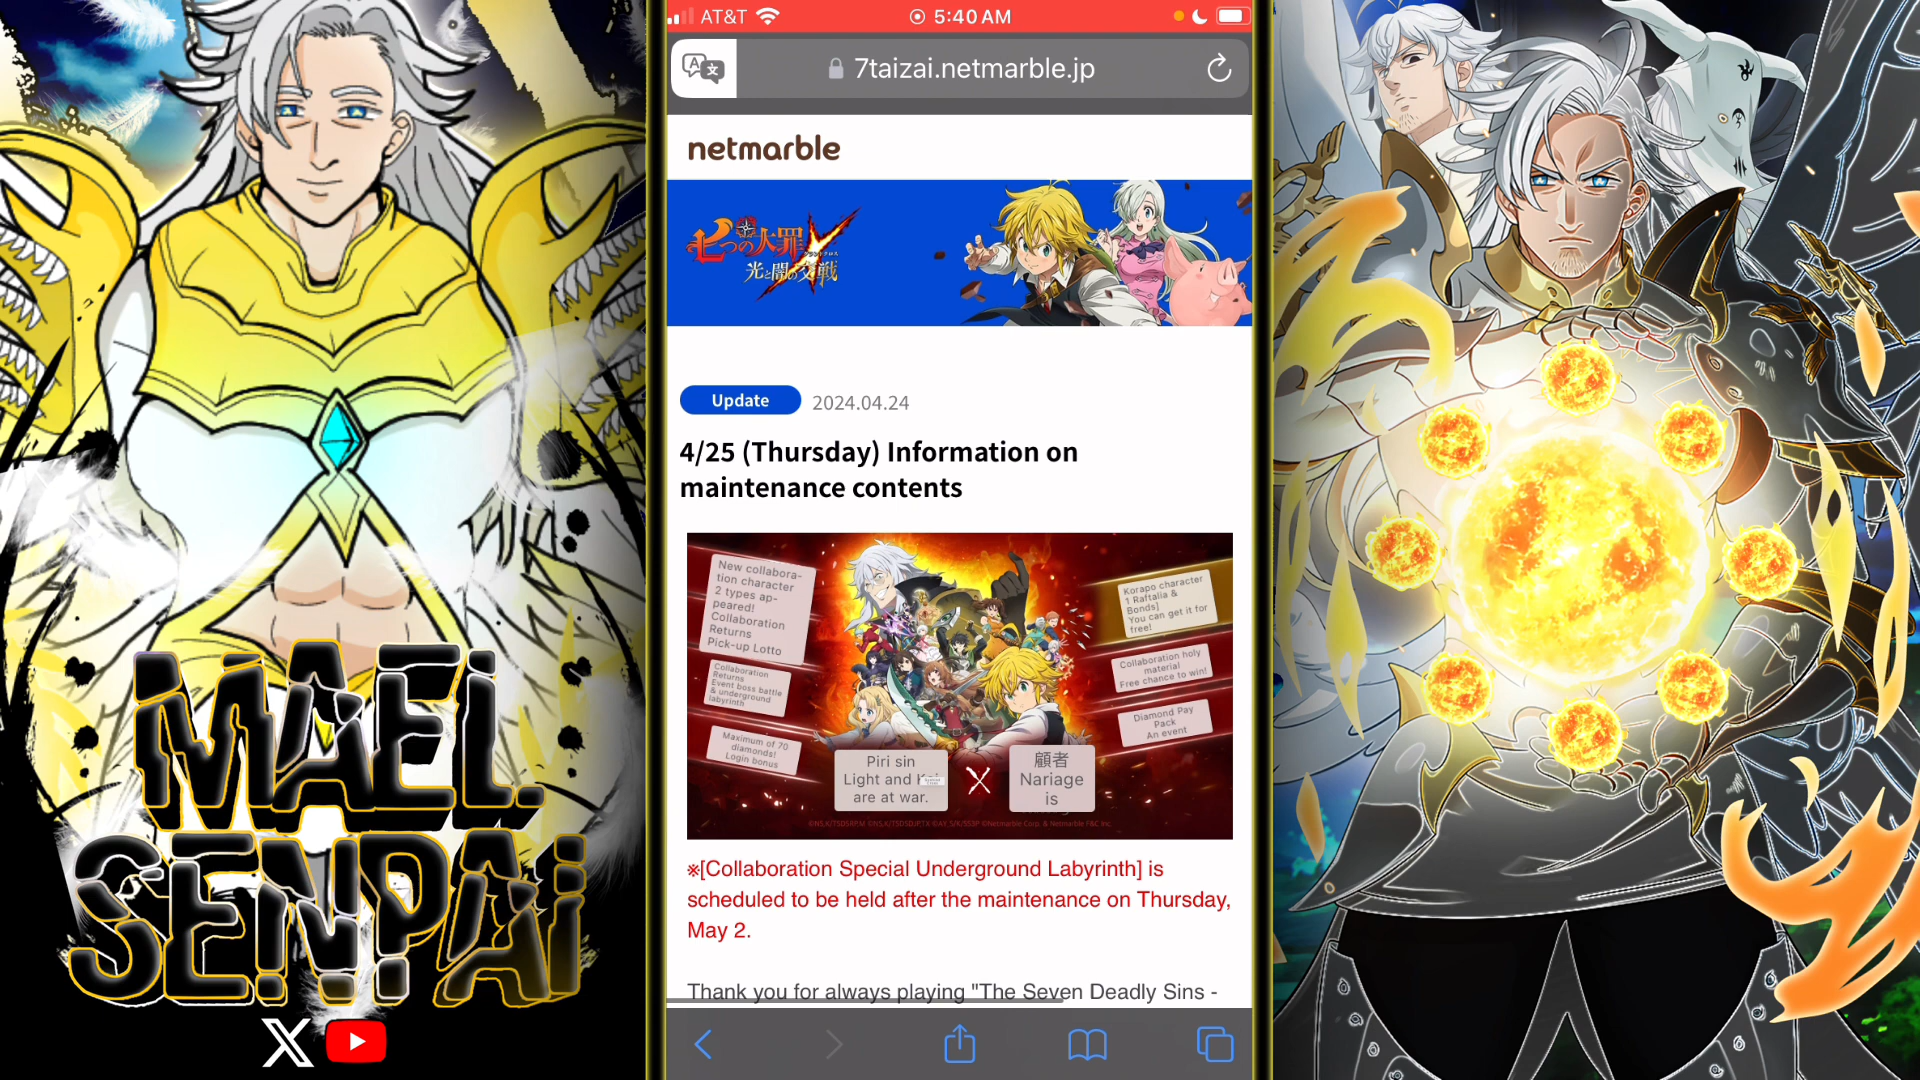 AT&T
5:40 AM
7taizai.netmarble.jp
netmarble
七つの大罪
光と闇の交戦
Update
2024.04.24
4/25 (Thursday) Information on
maintenance contents
New collabora-
tion character
2 types ap-
peared!
Collaboration
Returns
Pick-up Lotto
Collaboration
Returns
Event boss battle
& underground
labyrinth
Maximum of 70
diamonds!
Login bonus
Korapo character
1 Raftalia &
Bonds]
You can get it for
free!
Collaboration holy
material
Free chance to win!
Diamond Pay
Pack
An event
Piri sin
Light and
are at war.
X
顧者
Nariage
is
※[Collaboration Special Underground Labyrinth] is
scheduled to be held after the maintenance on Thursday,
May 2.
Thank you for always playing "The Seven Deadly Sins -
MAEL
SENPAI